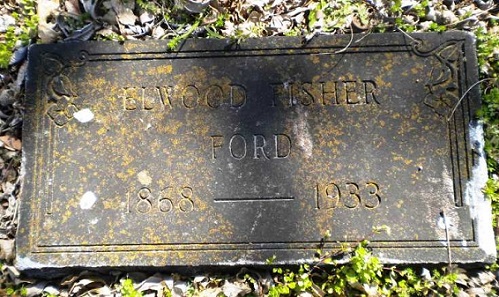 ELWOOD FISHER
FORD
1868 — 1933